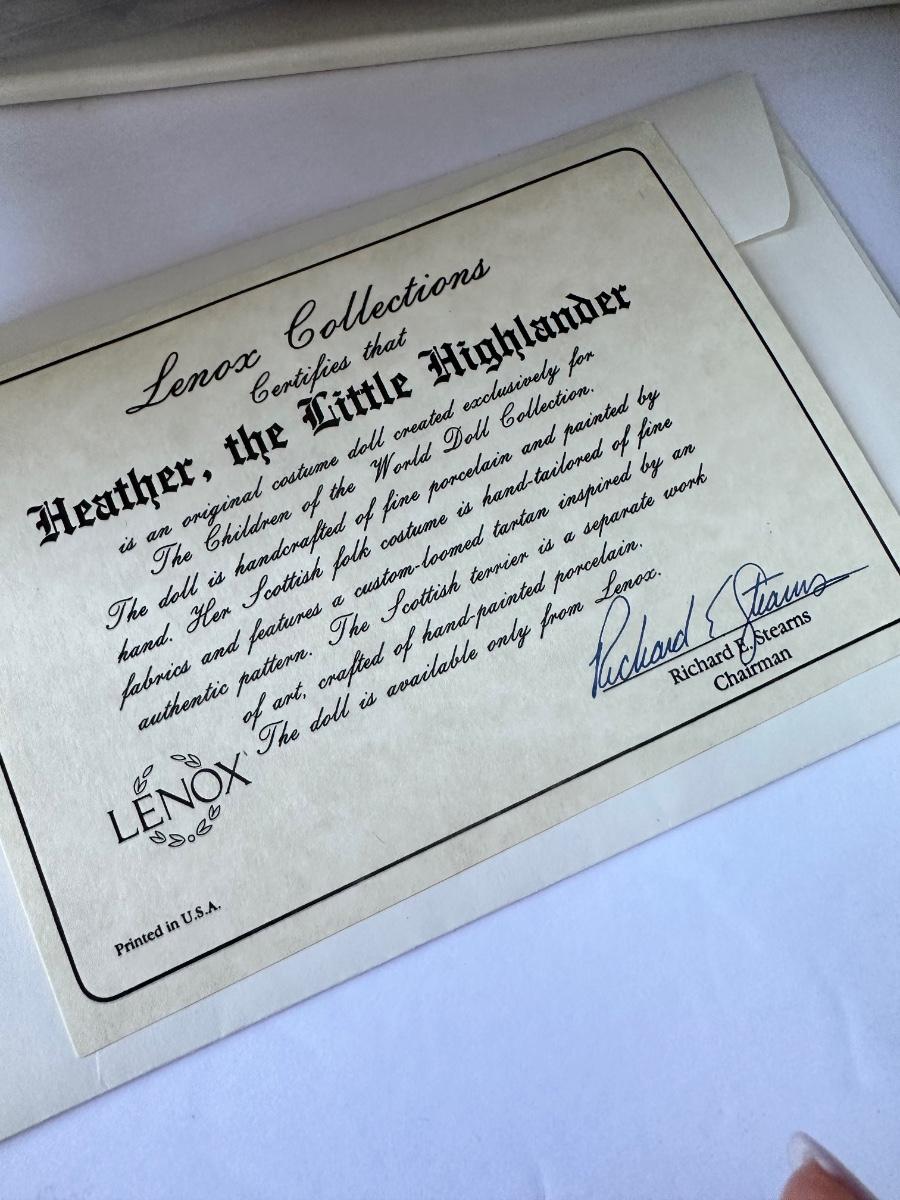 Lenox Collections
Certifies that
Heather, the Little Highlander
is an original costume doll created exclusively for
The Children of the World Doll Collection.
The doll is handcrafted of fine porcelain and painted by
hand. Her Scottish folk costume is hand-tailored of fine
fabrics and features a custom-loomed tartan inspired by an
authentic pattern. The Scottish terrier is a separate work
of art, crafted of hand-painted porcelain.
The doll is available only from Lenox.
Richard E Stearns
Richard E. Stearns
Chairman
LENOX
Printed in U.S.A.